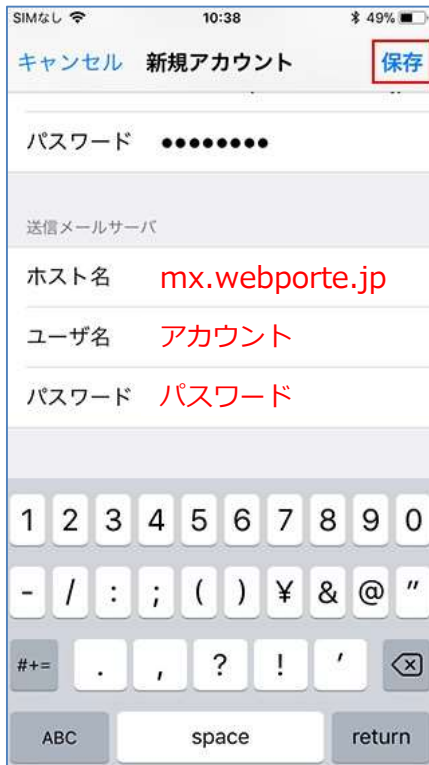 SIMなし 10:38 49%
キャンセル 新規アカウント 保存
パスワード ●●●●●●●●
送信メールサーバ
ホスト名 mx.webporte.jp
ユーザ名 アカウント
パスワード パスワード
1 2 3 4 5 6 7 8 9 0
- / : ; ( ) ¥ & @ "
#+= . , ? ! ′
ABC space return